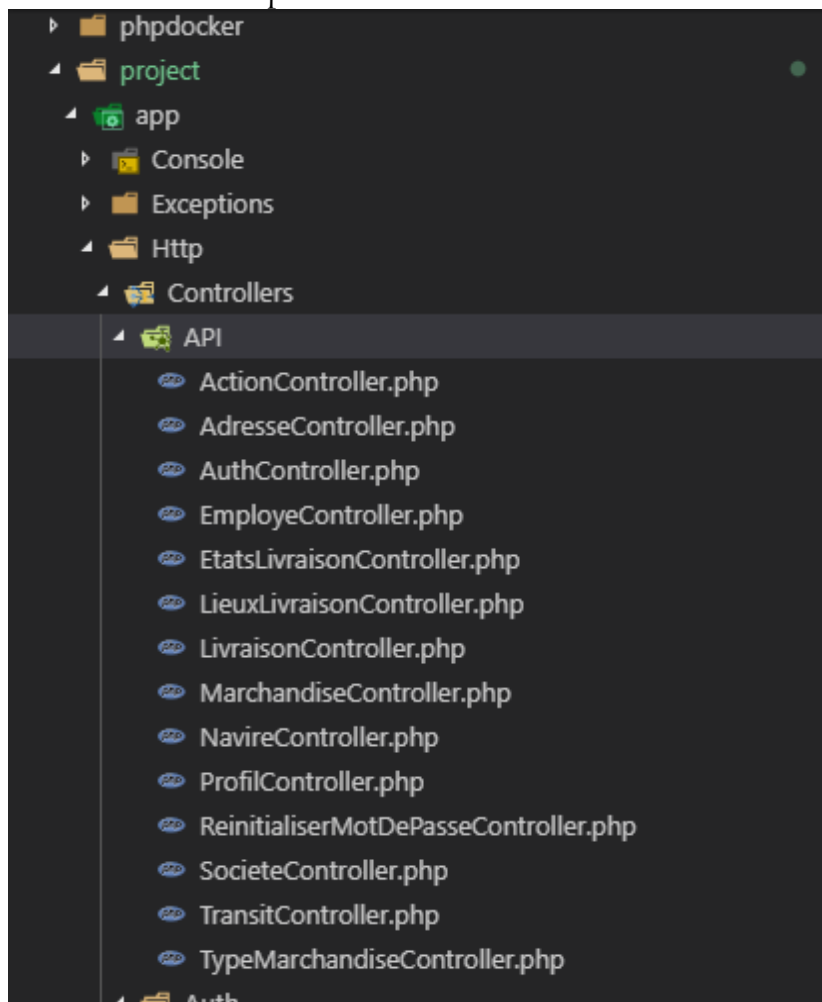 phpdocker
project
app
Console
Exceptions
Http
Controllers
API
ActionController.php
AdresseController.php
AuthController.php
EmployeController.php
EtatsLivraisonController.php
LieuxLivraisonController.php
LivraisonController.php
MarchandiseController.php
NavireController.php
ProfilController.php
ReinitialiserMotDePasseController.php
SocieteController.php
TransitController.php
TypeMarchandiseController.php
Auth